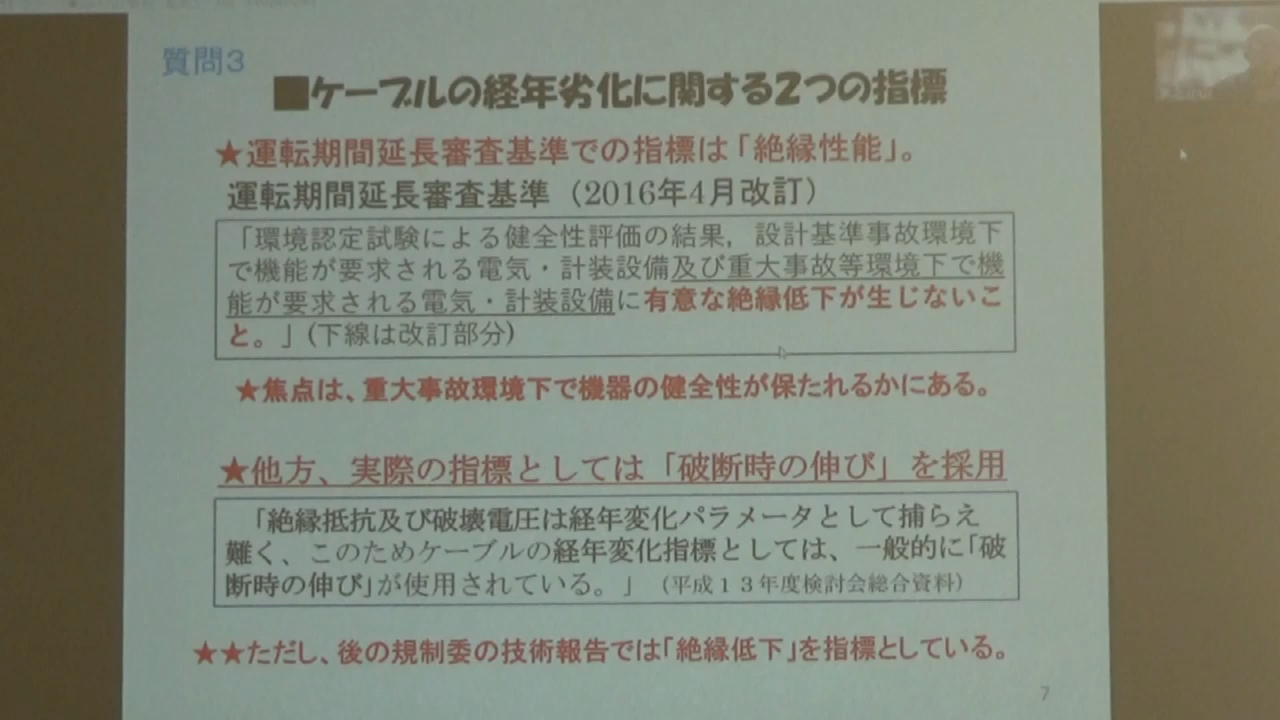 質問3
■ケーブルの経年劣化に関する2つの指標
★運転期間延長審査基準での指標は「絶縁性能」。
運転期間延長審査基準（2016年4月改訂）
「環境認定試験による健全性評価の結果，設計基準事故環境下
で機能が要求される電気・計装設備及び重大事故等環境下で機
能が要求される電気・計装設備に有意な絶縁低下が生じないこ
と。」(下線は改訂部分)
★焦点は、重大事故環境下で機器の健全性が保たれるかにある。
★他方、実際の指標としては「破断時の伸び」を採用
「絶縁抵抗及び破壊電圧は経年変化パラメータとして捕らえ
難く、このためケーブルの経年変化指標としては、一般的に「破
断時の伸び」が使用されている。」（平成１３年度検討会総合資料）
★★ただし、後の規制委の技術報告では「絶縁低下」を指標としている。
7